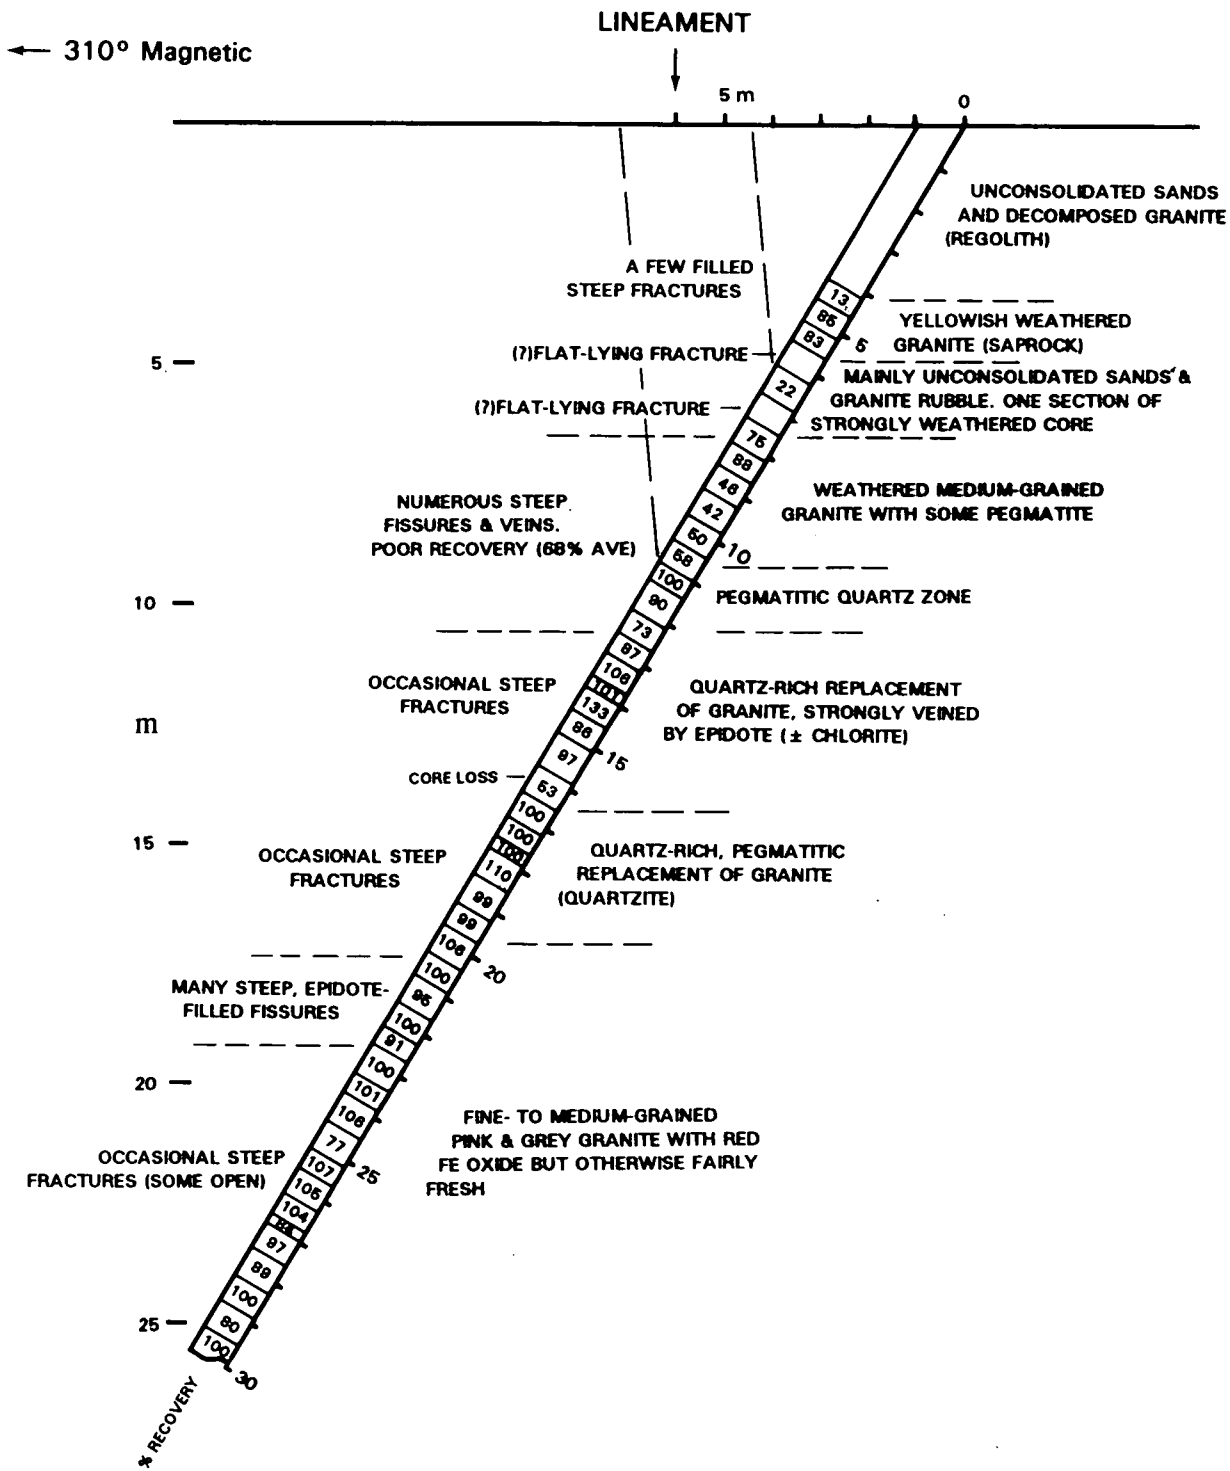 LINEAMENT
← 310° Magnetic
5 m
0
UNCONSOLIDATED SANDS
AND DECOMPOSED GRANITE
(REGOLITH)
A FEW FILLED
STEEP FRACTURES
13
85
83
5
YELLOWISH WEATHERED
GRANITE (SAPROCK)
(?)FLAT-LYING FRACTURE
5
MAINLY UNCONSOLIDATED SANDS &
GRANITE RUBBLE. ONE SECTION OF
STRONGLY WEATHERED CORE
22
(?)FLAT-LYING FRACTURE
75
88
46
42
50
58
10
WEATHERED MEDIUM-GRAINED
GRANITE WITH SOME PEGMATITE
NUMEROUS STEEP
FISSURES & VEINS.
POOR RECOVERY (68% AVE)
100
90
PEGMATITIC QUARTZ ZONE
10
73
87
106
101
133
86
97
15
53
QUARTZ-RICH REPLACEMENT
OF GRANITE, STRONGLY VEINED
BY EPIDOTE (± CHLORITE)
OCCASIONAL STEEP
FRACTURES
m
CORE LOSS
100
100
100
110
99
99
106
15
OCCASIONAL STEEP
FRACTURES
QUARTZ-RICH, PEGMATITIC
REPLACEMENT OF GRANITE
(QUARTZITE)
20
100
95
100
91
MANY STEEP, EPIDOTE-
FILLED FISSURES
20
100
101
106
77
107
25
105
104
97
89
100
80
100
30
FINE- TO MEDIUM-GRAINED
PINK & GREY GRANITE WITH RED
FE OXIDE BUT OTHERWISE FAIRLY
FRESH
OCCASIONAL STEEP
FRACTURES (SOME OPEN)
25
% RECOVERY